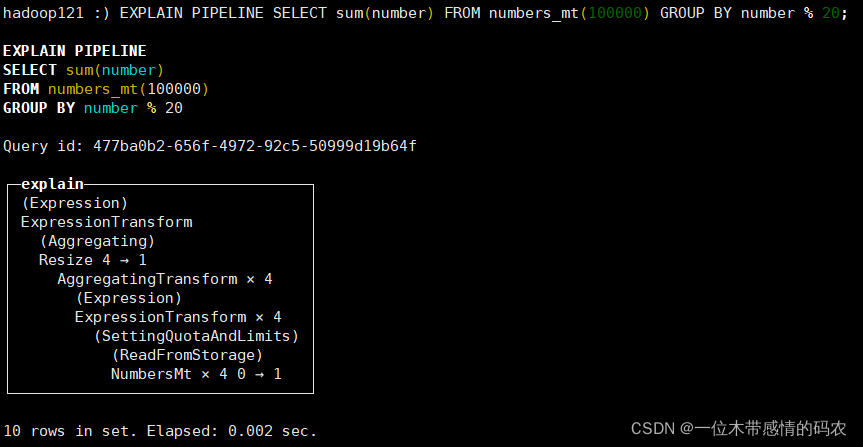 hadoop121 :) EXPLAIN PIPELINE SELECT sum(number) FROM numbers_mt(100000) GROUP BY number % 20;
EXPLAIN PIPELINE
SELECT sum(number)
FROM numbers_mt(100000)
GROUP BY number % 20
Query id: 477ba0b2-656f-4972-92c5-50999d19b64f
explain
(Expression)
ExpressionTransform
(Aggregating)
Resize 4 → 1
AggregatingTransform × 4
(Expression)
ExpressionTransform × 4
(SettingQuotaAndLimits)
(ReadFromStorage)
NumbersMt × 4 0 → 1
10 rows in set. Elapsed: 0.002 sec.
CSDN @一位木带感情的码农